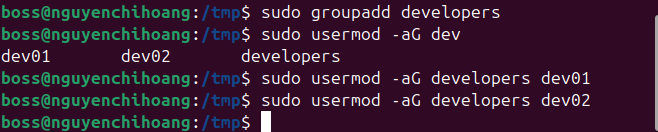 boss@nguyenchihoang:/tmp$ sudo groupadd developers
boss@nguyenchihoang:/tmp$ sudo usermod -aG dev
dev01       dev02       developers
boss@nguyenchihoang:/tmp$ sudo usermod -aG developers dev01
boss@nguyenchihoang:/tmp$ sudo usermod -aG developers dev02
boss@nguyenchihoang:/tmp$